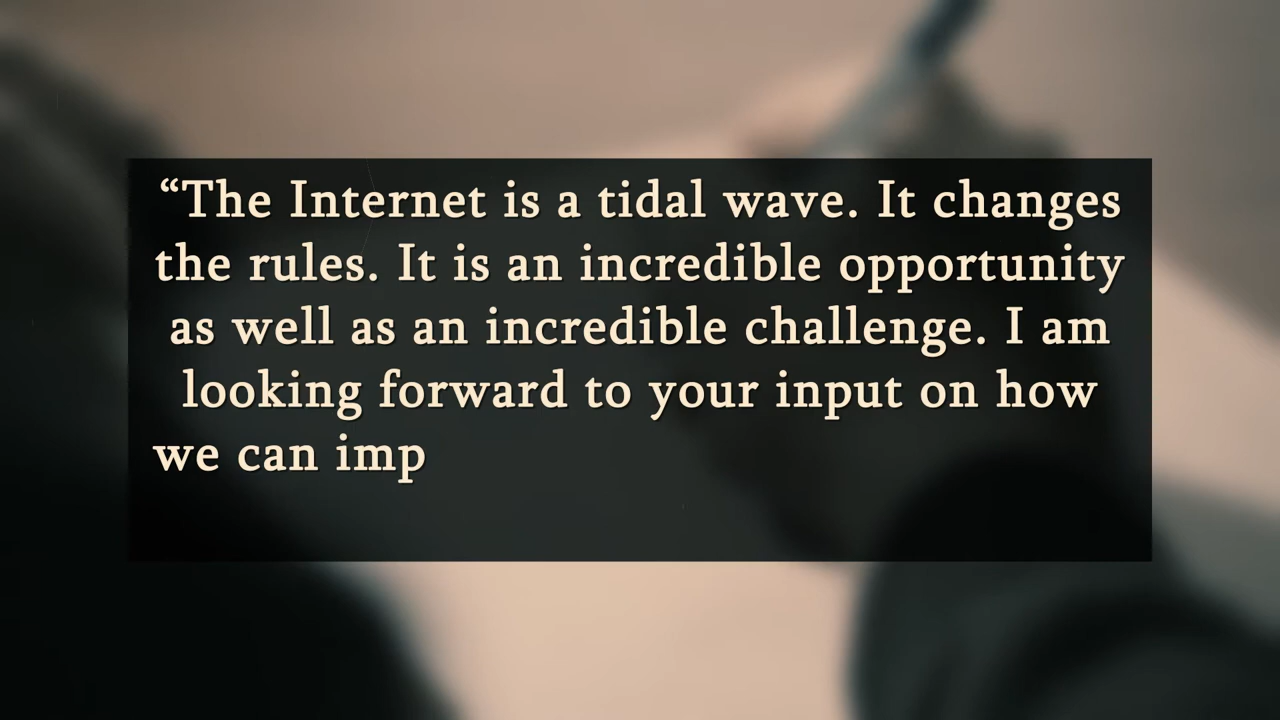 “The Internet is a tidal wave. It changes
the rules. It is an incredible opportunity
as well as an incredible challenge. I am
looking forward to your input on how
we can imp